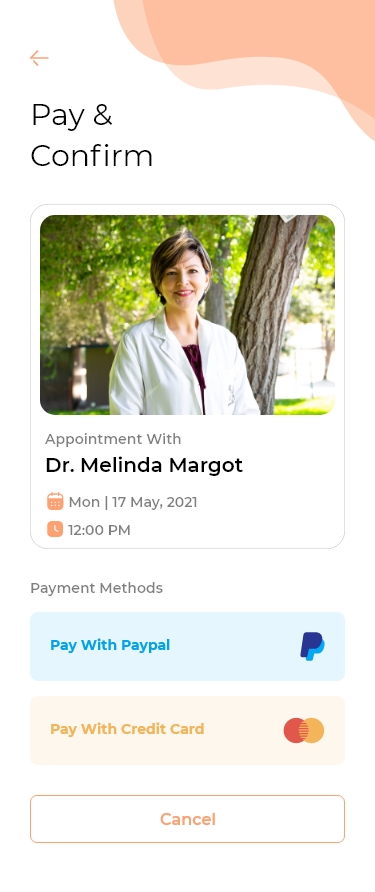 Pay &
Confirm
Appointment With
Dr. Melinda Margot
Mon | 17 May, 2021
12:00 PM
Payment Methods
Pay With Paypal
Pay With Credit Card
Cancel